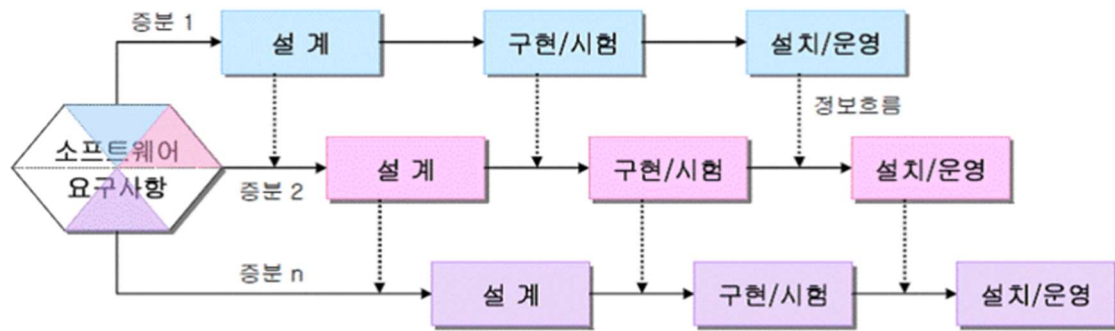 증분 1
설 계
구현/시험
설치/운영
정보흐름
소프트웨어
요구사항
증분 2
설 계
구현/시험
설치/운영
증분 n
설 계
구현/시험
설치/운영